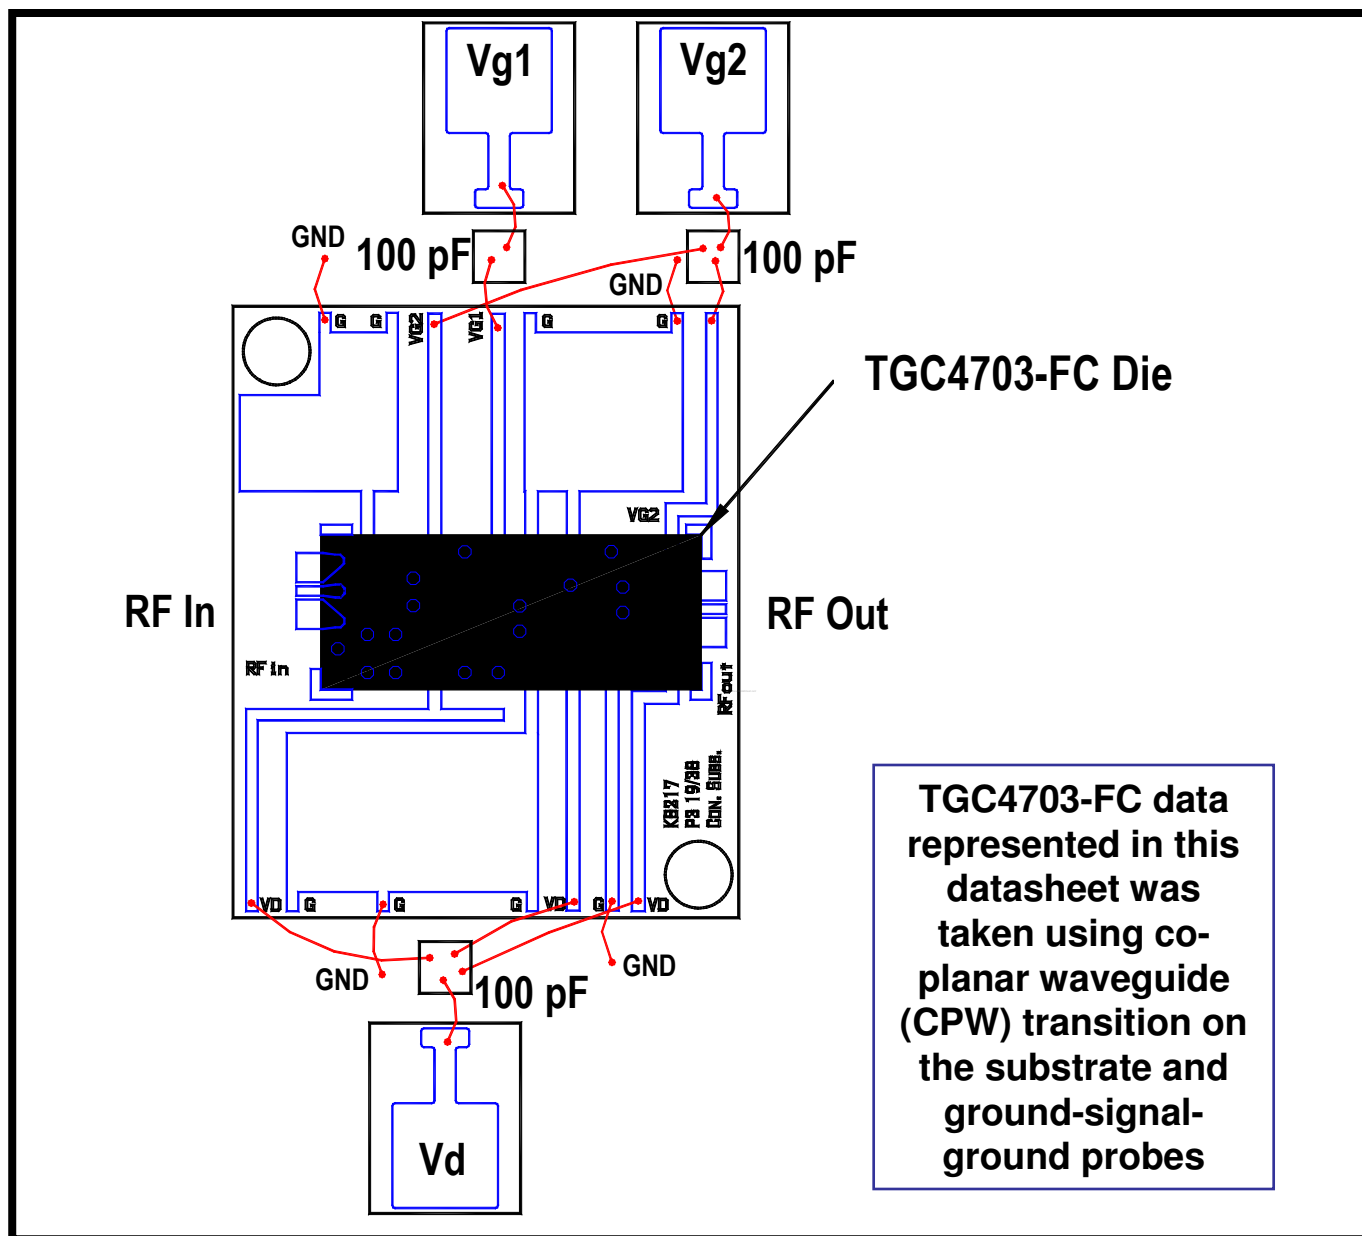 Vg1
Vg2
GND
100 pF
GND
100 pF
G
G
VG2
VG1
G
G
TGC4703-FC Die
VG2
RF In
RF Out
RF in
RF out
KB217
P3 19/38
Con. Subs.
VD
G
G
G
VD
G
VD
GND
100 pF
GND
Vd
TGC4703-FC data
represented in this
datasheet was
taken using co-
planar waveguide
(CPW) transition on
the substrate and
ground-signal-
ground probes